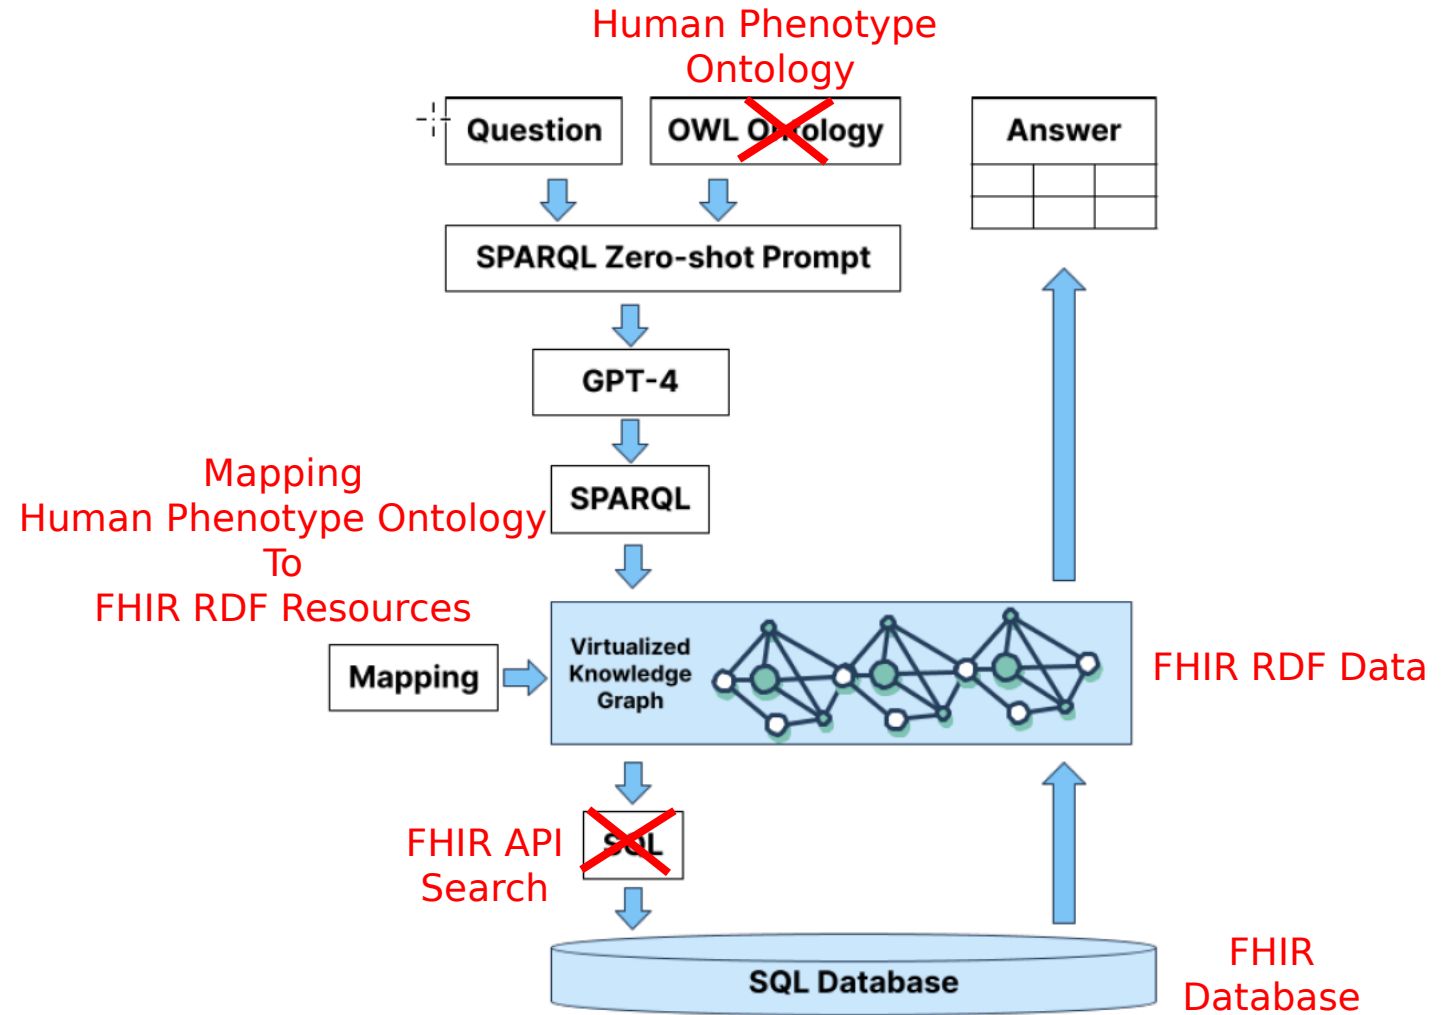 Human Phenotype
Ontology
Question
OWL Ontology
Answer
SPARQL Zero-shot Prompt
GPT-4
SPARQL
Mapping
Human Phenotype Ontology
To
FHIR RDF Resources
Mapping
Virtualized
Knowledge
Graph
FHIR RDF Data
SQL
FHIR API
Search
SQL Database
FHIR
Database